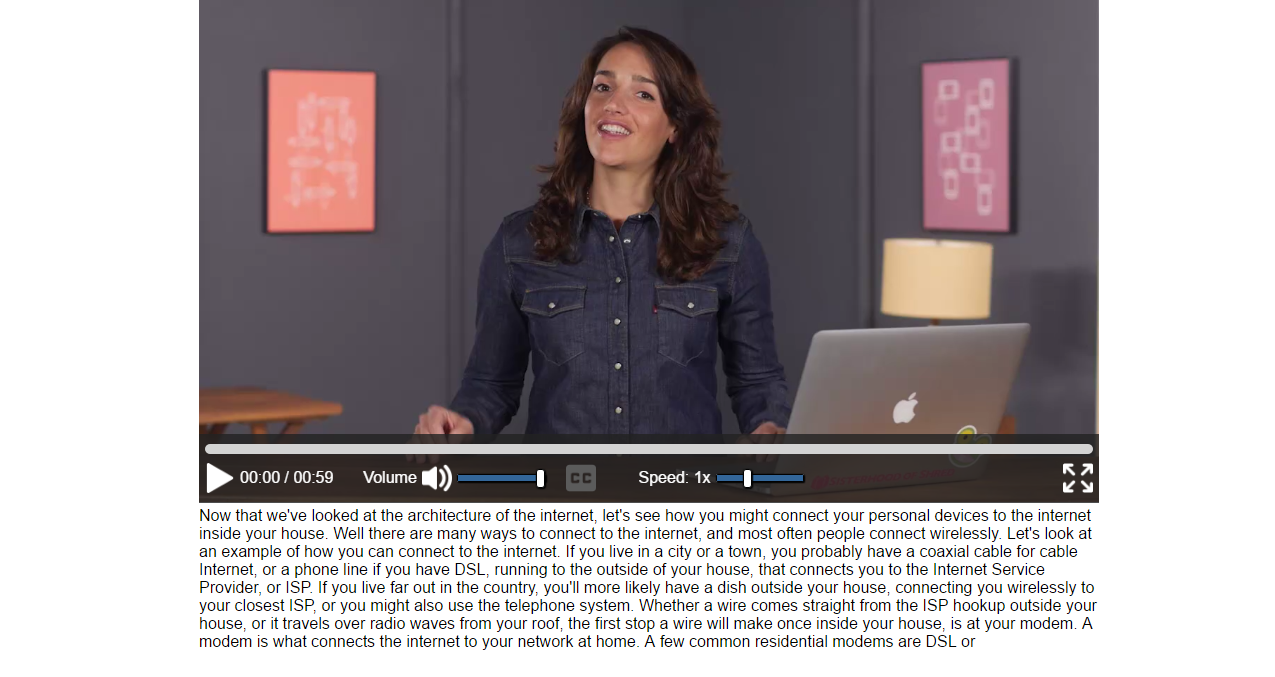 00:00 / 00:59 Volume CC Speed: 1x
Now that we've looked at the architecture of the internet, let's see how you might connect your personal devices to the internet
inside your house. Well there are many ways to connect to the internet, and most often people connect wirelessly. Let's look at
an example of how you can connect to the internet. If you live in a city or a town, you probably have a coaxial cable for cable
Internet, or a phone line if you have DSL, running to the outside of your house, that connects you to the Internet Service
Provider, or ISP. If you live far out in the country, you'll more likely have a dish outside your house, connecting you wirelessly to
your closest ISP, or you might also use the telephone system. Whether a wire comes straight from the ISP hookup outside your
house, or it travels over radio waves from your roof, the first stop a wire will make once inside your house, is at your modem. A
modem is what connects the internet to your network at home. A few common residential modems are DSL or